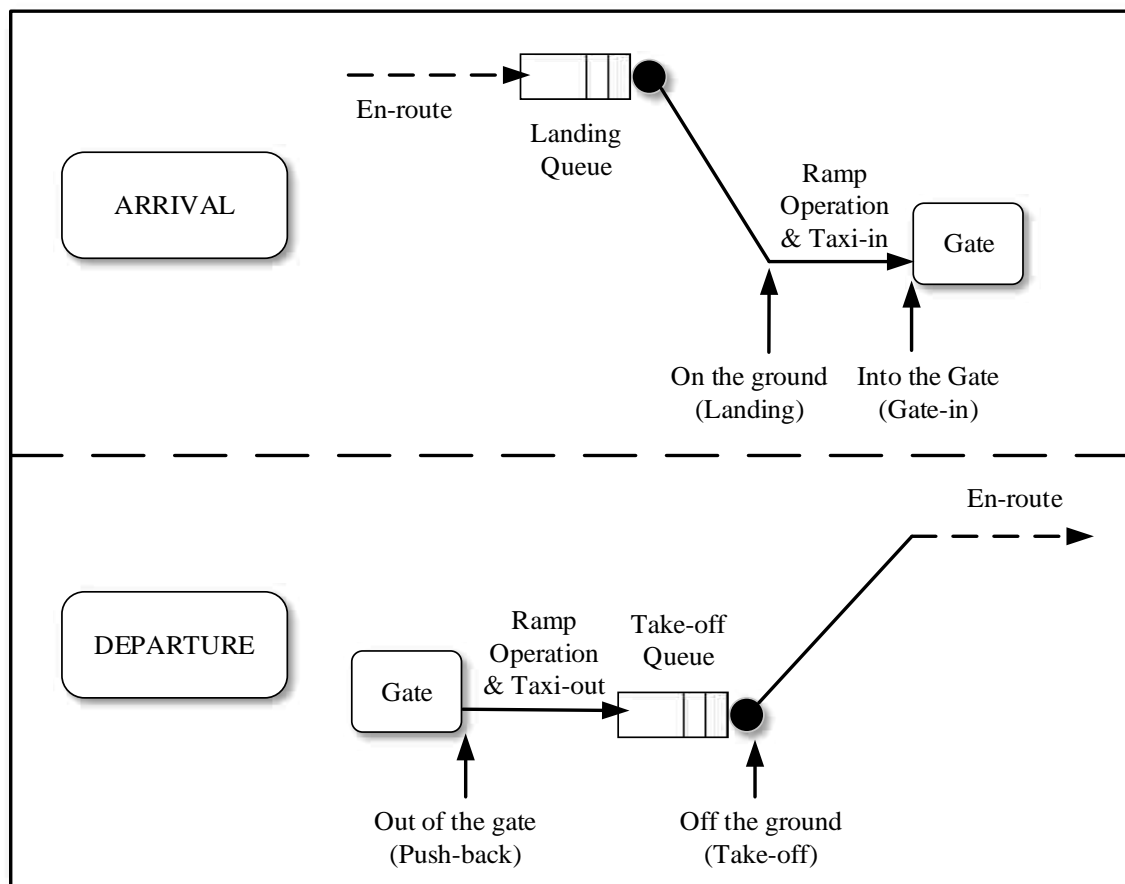 En-route
Landing
Queue
ARRIVAL
Ramp
Operation
& Taxi-in
Gate
On the ground
(Landing)
Into the Gate
(Gate-in)
En-route
DEPARTURE
Gate
Ramp
Operation
& Taxi-out
Take-off
Queue
Out of the gate
(Push-back)
Off the ground
(Take-off)